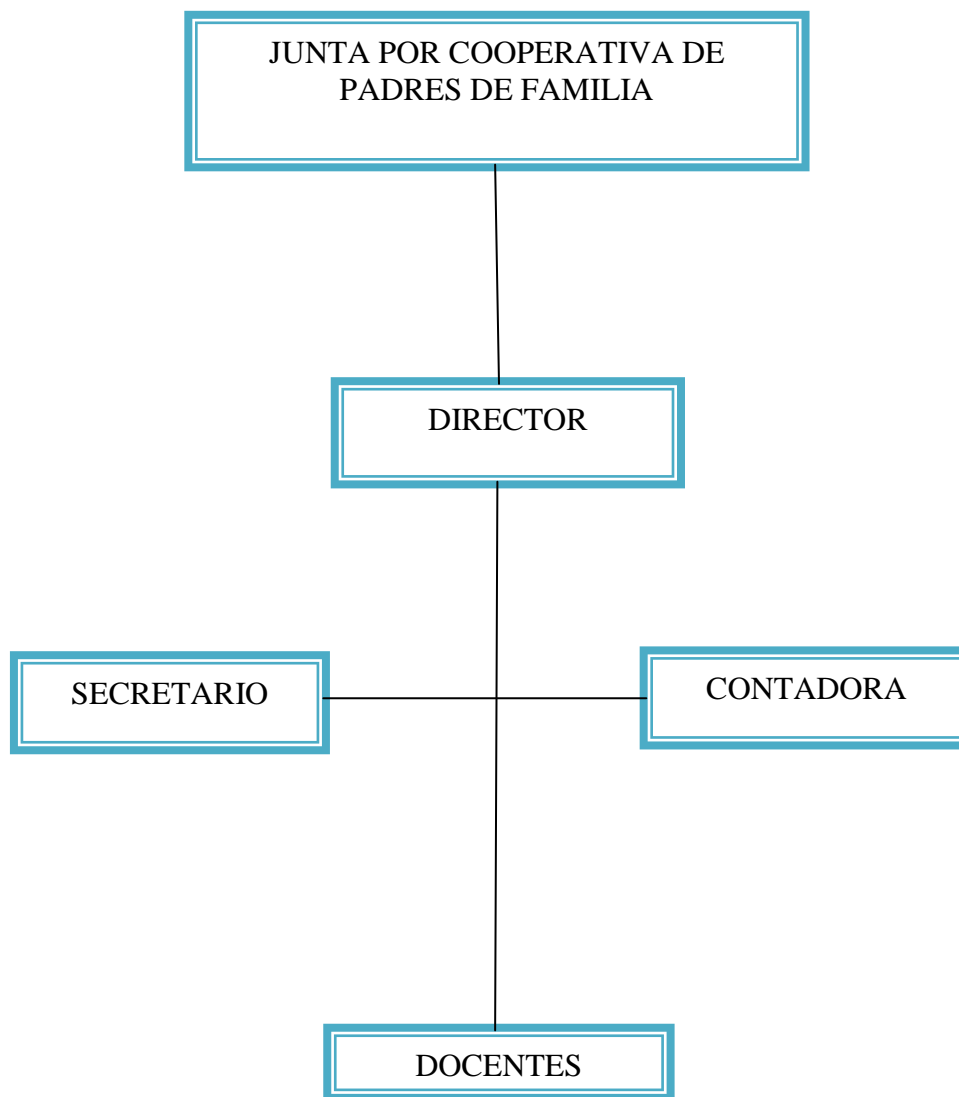 JUNTA POR COOPERATIVA DE
PADRES DE FAMILIA
DIRECTOR
SECRETARIO
CONTADORA
DOCENTES